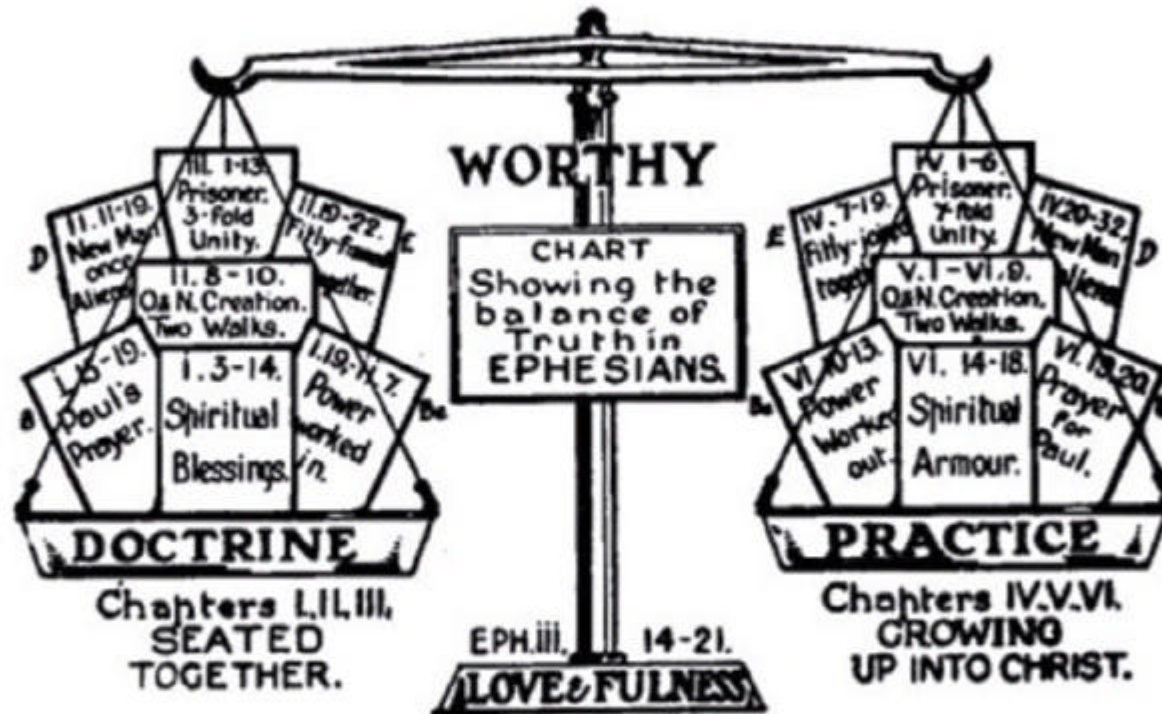 WORTHY
CHART
Showing the
balance of
Truth in
EPHESIANS.
III. 1-13.
Prisoner.
3-Fold
Unity.
II. 11-19.
New Man
once
Aliens
D
II. 19-22.
Fitly-framed
together.
E
II. 8-10.
O&N. Creation.
Two Walks.
I. 15-19.
Paul's
Prayer.
B
I. 3-14.
Spiritual
Blessings.
I. 19,-II. 7.
Power
worked
in.
DOCTRINE
Chapters I,II,III,
SEATED
TOGETHER.
IV 1-6.
Prisoner.
7-fold
Unity.
E
IV. 7-19.
Fitly-joined
together
IV.20-32.
New Man
D
V.1-VI.9.
O&N. Creation.
Two Walks.
VI 10-13.
Power
Worked
out.
VI. 14-18.
Spiritual
Armour.
VI. 19,20.
Prayer
for
Paul.
PRACTICE
Chapters IV.V.VI.
GROWING
UP INTO CHRIST.
EPH.iii. 14-21.
LOVE & FULNESS